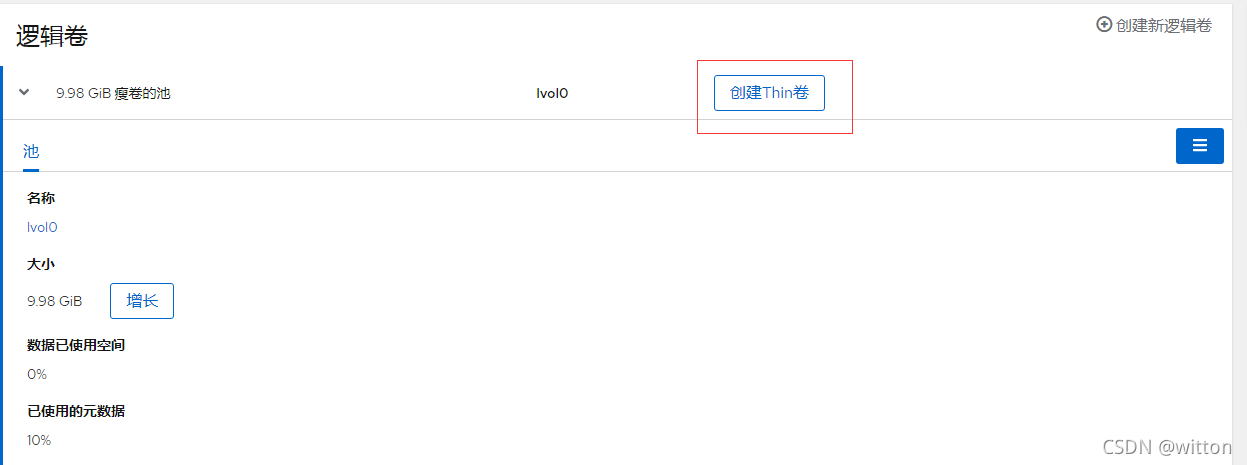 逻辑卷
创建新逻辑卷
9.98 GiB 瘦卷的池 lvol0 创建Thin卷
池
名称
lvol0
大小
9.98 GiB 增长
数据已使用空间
0%
已使用的元数据
10%
CSDN @witton